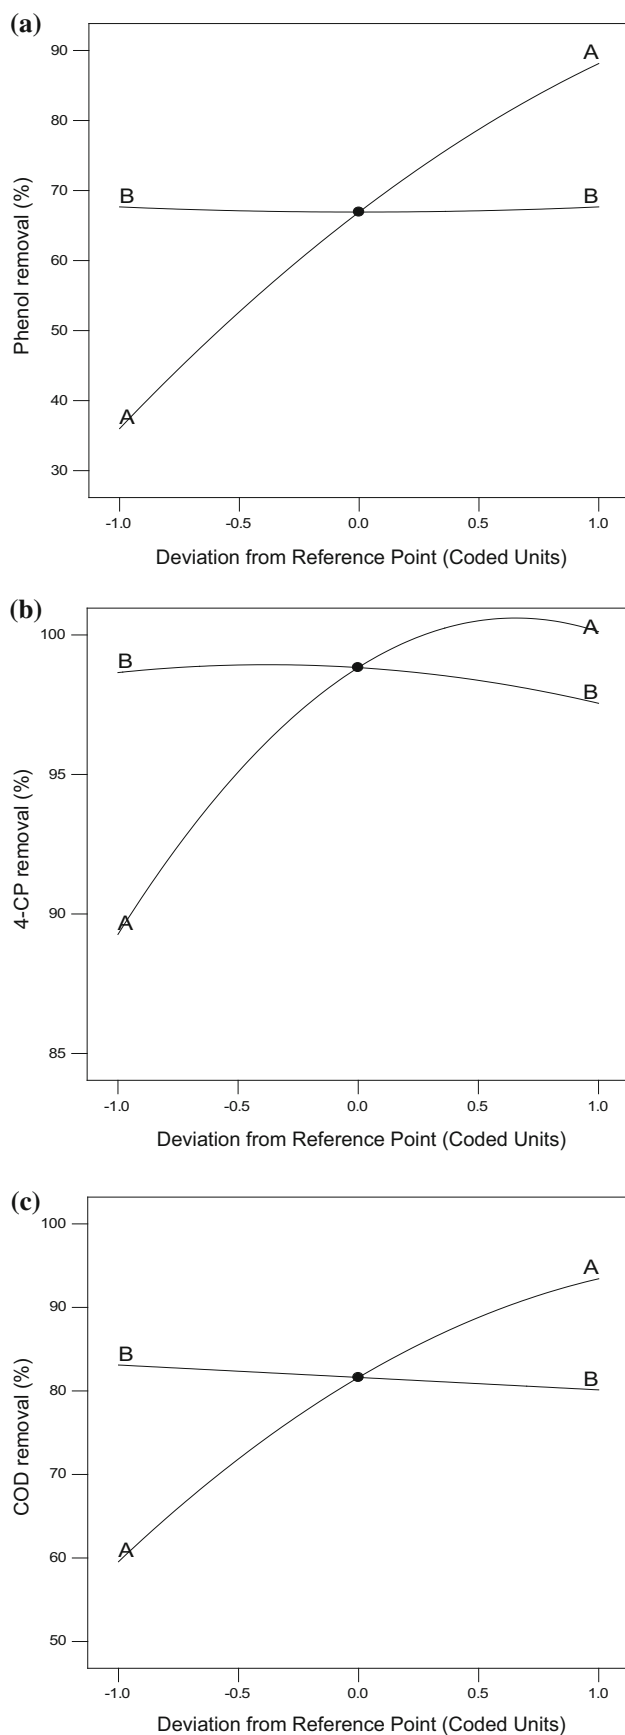 (a)
Phenol removal (%)
90
80
70
60
50
40
30
A
B
B
A
-1.0
-0.5
0.0
0.5
1.0
Deviation from Reference Point (Coded Units)
(b)
4-CP removal (%)
100
95
90
85
B
A
B
A
-1.0
-0.5
0.0
0.5
1.0
Deviation from Reference Point (Coded Units)
(c)
COD removal (%)
100
90
80
70
60
50
A
B
B
A
-1.0
-0.5
0.0
0.5
1.0
Deviation from Reference Point (Coded Units)